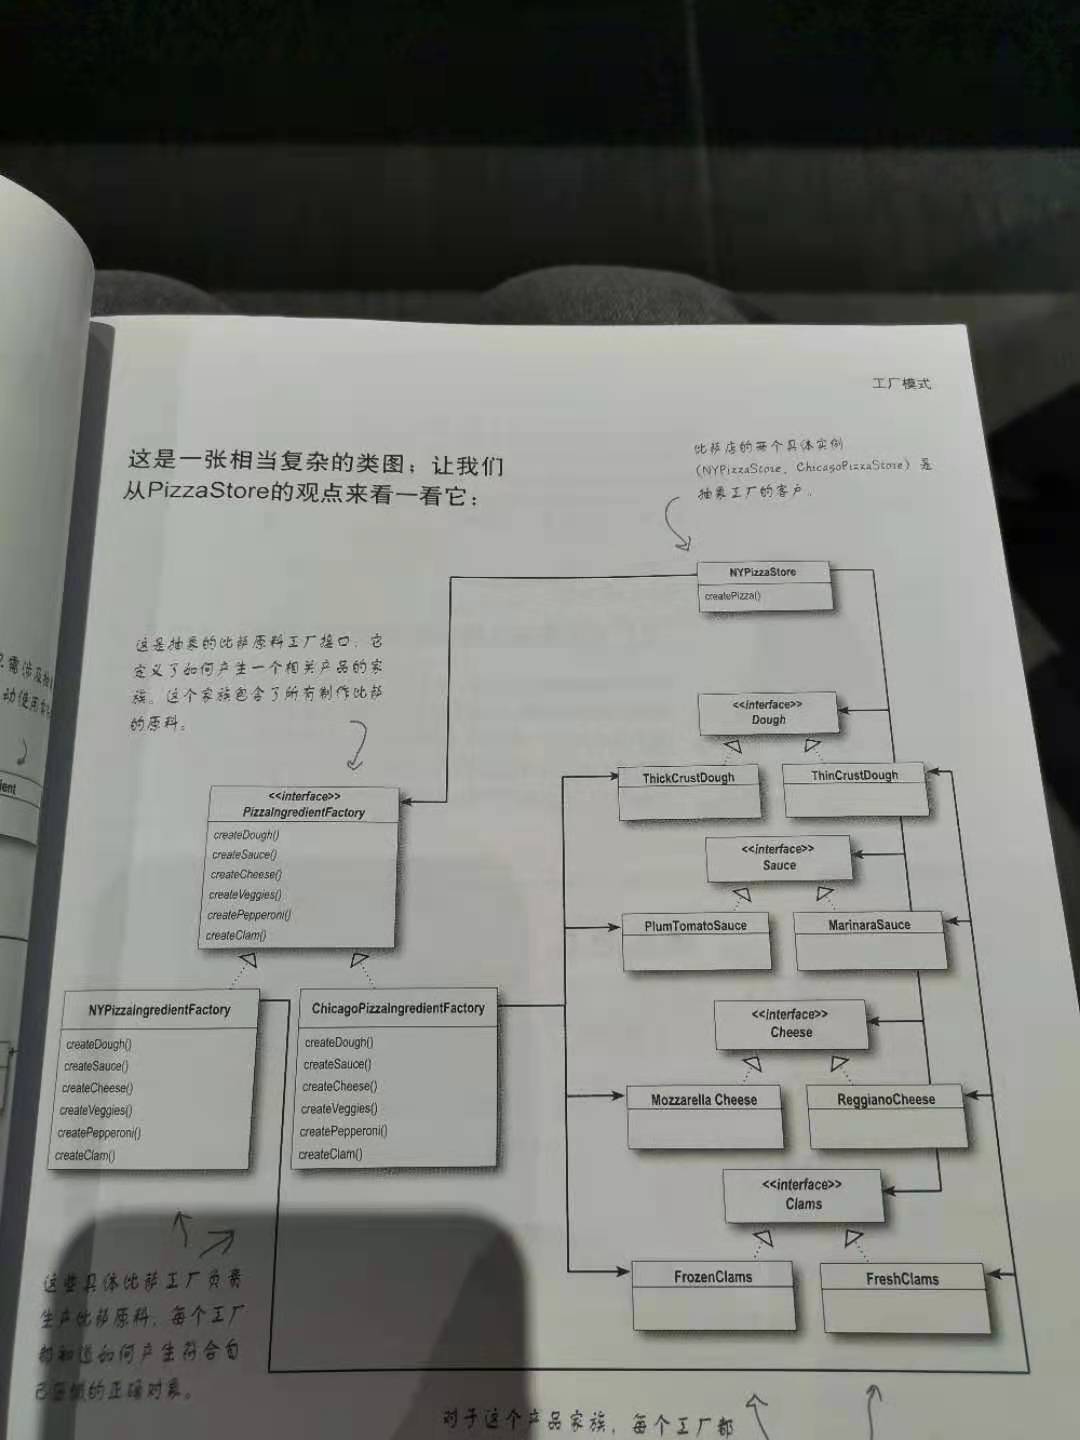 工厂模式
这是一张相当复杂的类图；让我们
从PizzaStore的观点来看一看它：
比萨店的每个具体实例
（NYPizzaStore、ChicagoPizzaStore）是
抽象工厂的客户。
NYPizzaStore
createPizza()
这是抽象的比萨原料工厂接口，它
定义了如何产生一个相关产品的家
族。这个家族包含了所有制作比萨
的原料。
需涉及
动使用
ient
<<interface>>
Dough
ThickCrustDough
ThinCrustDough
<<interface>>
PizzaIngredientFactory
createDough()
createSauce()
createCheese()
createVeggies()
createPepperoni()
createClam()
<<interface>>
Sauce
PlumTomatoSauce
MarinaraSauce
NYPizzaIngredientFactory
createDough()
createSauce()
createCheese()
createVeggies()
createPepperoni()
createClam()
ChicagoPizzaIngredientFactory
createDough()
createSauce()
createCheese()
createVeggies()
createPepperoni()
createClam()
<<interface>>
Cheese
Mozzarella Cheese
ReggianoCheese
<<interface>>
Clams
FrozenClams
FreshClams
这些具体比萨工厂负责
生产比萨原料，每个工厂
都知道如何产生符合自
己区域的正确对象。
对于这个产品家族，每个工厂都